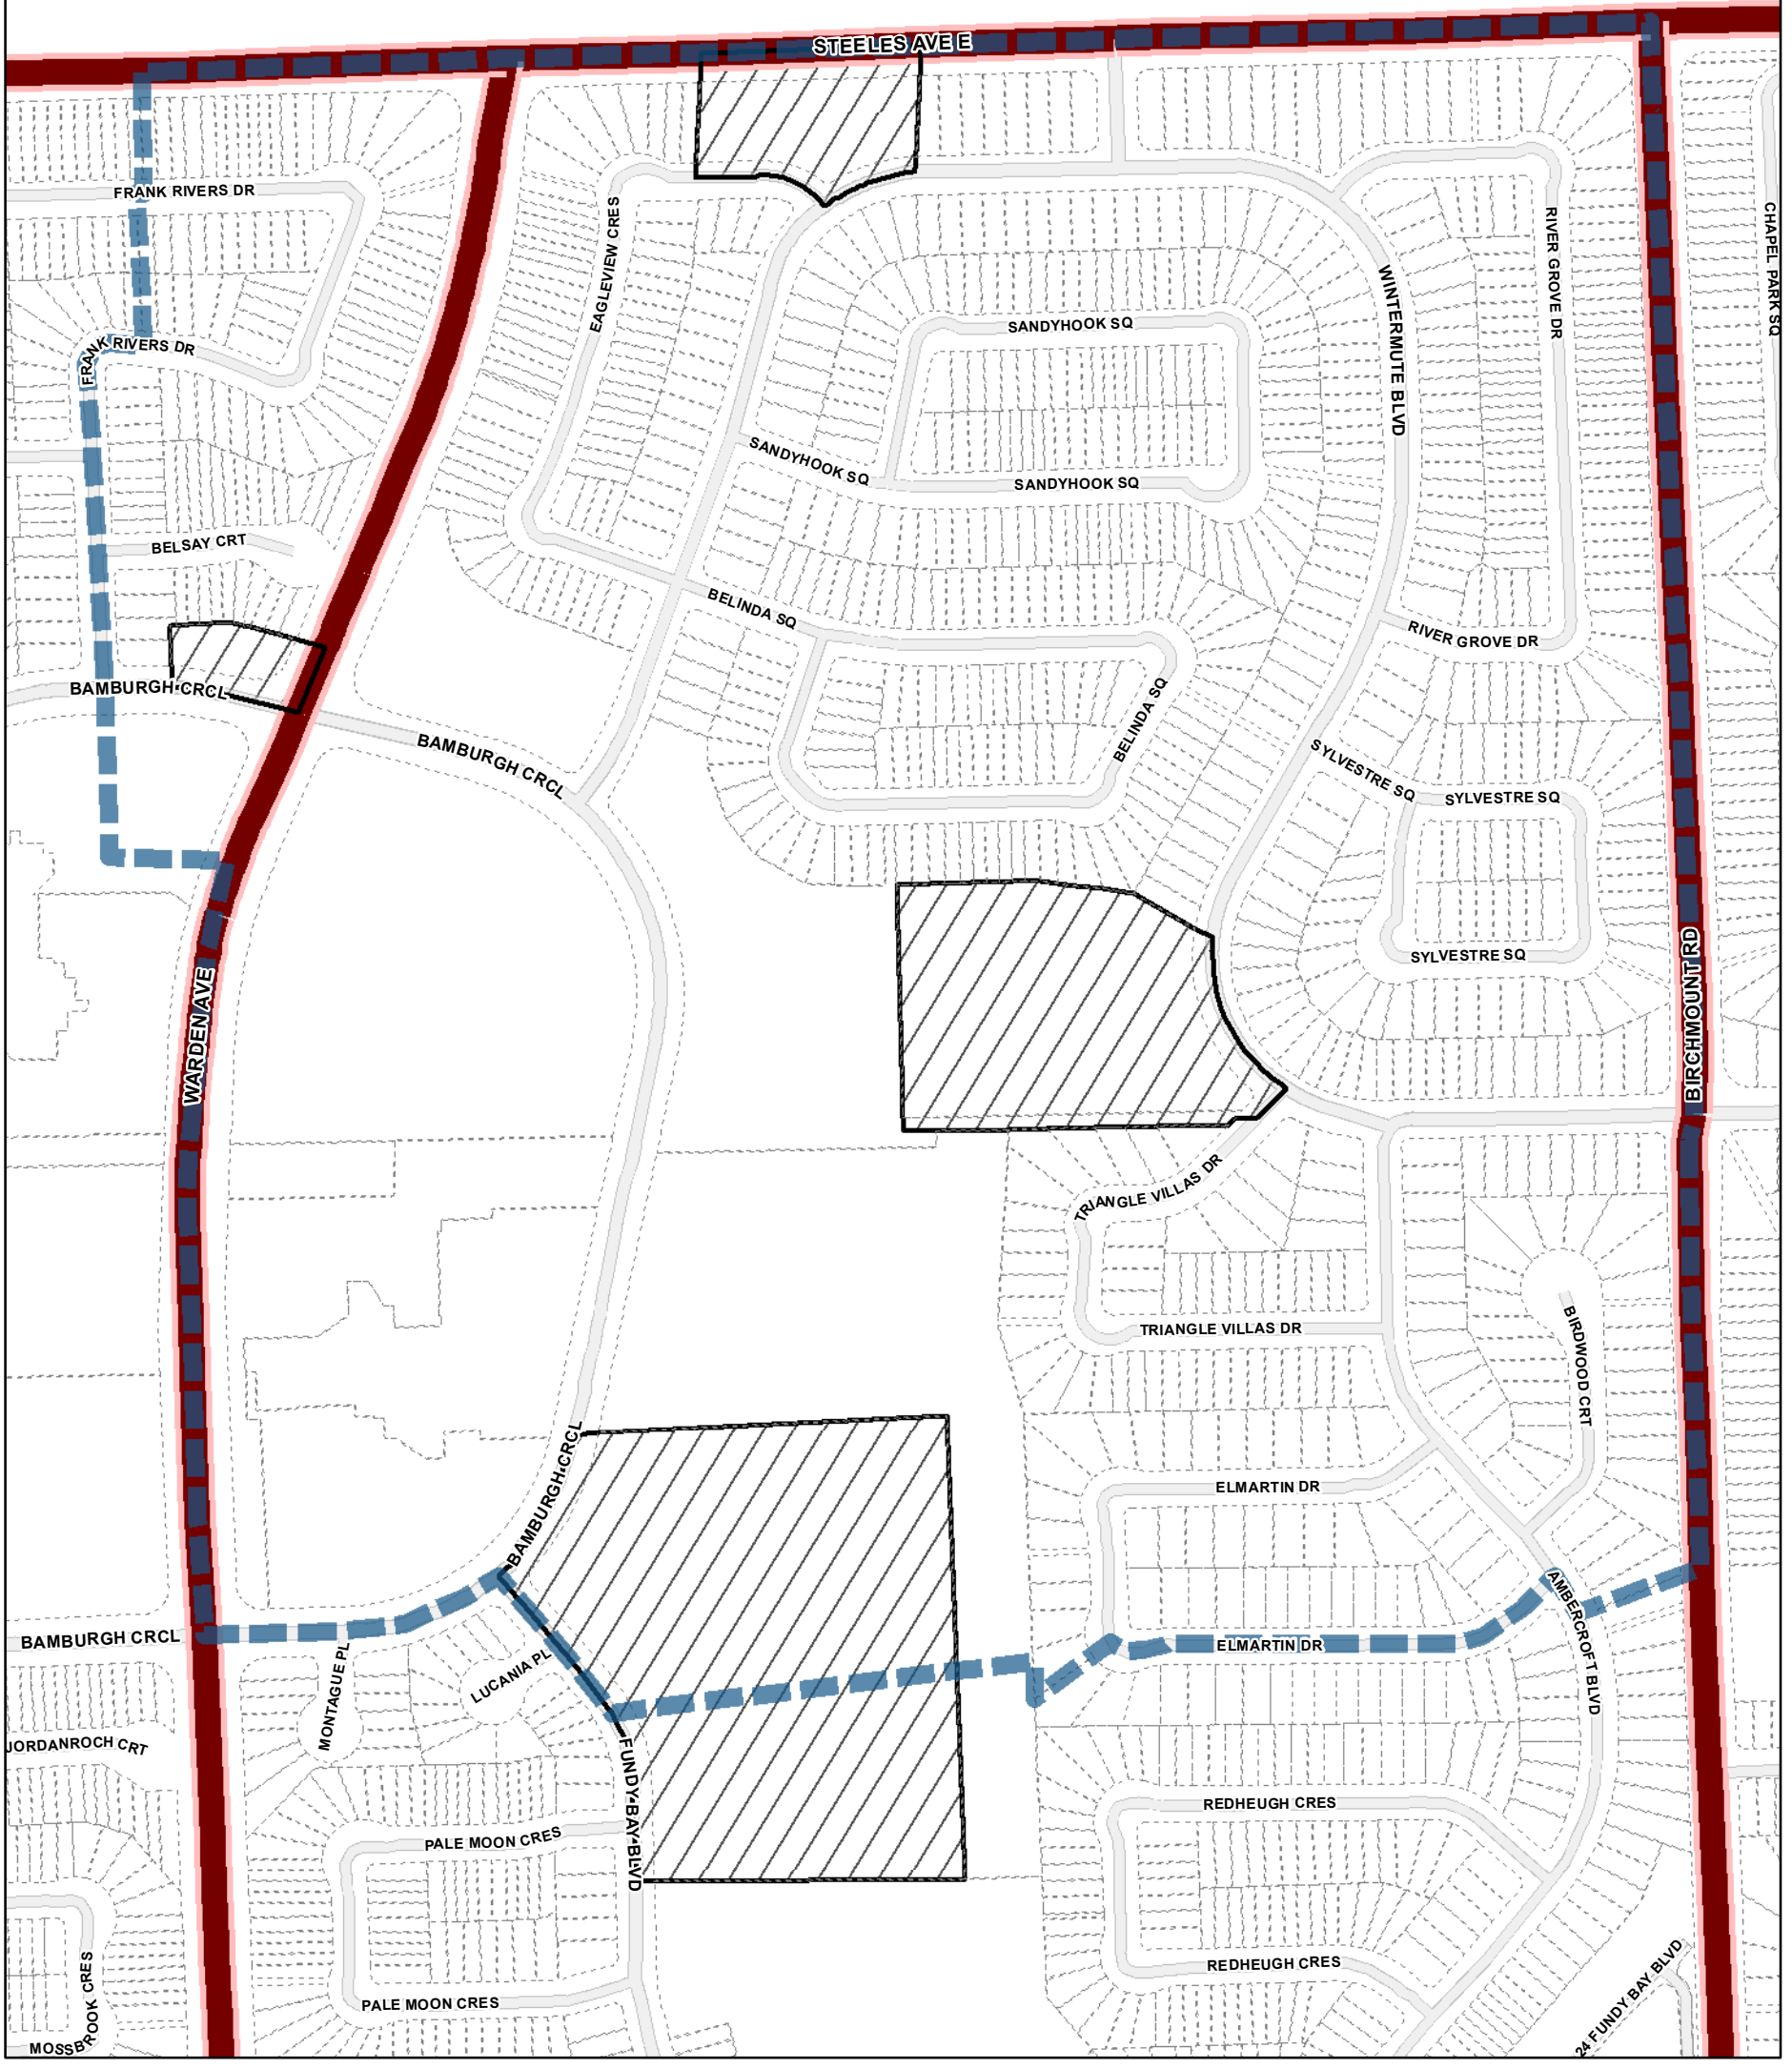 STEELES AVE E
FRANK RIVERS DR
EAGLEVIEW CRES
RIVER GROVE DR
CHAPEL PARK SQ
WINTERMUTE BLVD
SANDYHOOK SQ
FRANK RIVERS DR
SANDYHOOK SQ
SANDYHOOK SQ
BELSAY CRT
BELINDA SQ
RIVER GROVE DR
BAMBURGH CRCL
BELINDA SQ
BAMBURGH CRCL
SYLVESTRE SQ
SYLVESTRE SQ
SYLVESTRE SQ
WARDEN AVE
BIRCHMOUNT RD
TRIANGLE VILLAS DR
TRIANGLE VILLAS DR
BIRDWOOD CRT
BAMBURGH CRCL
ELMARTIN DR
AMBERCROFT BLVD
BAMBURGH CRCL
ELMARTIN DR
LUCANIA PL
MONTAGUE PL
JORDANROCH CRT
FUNDY BAY BLVD
REDHEUGH CRES
PALE MOON CRES
REDHEUGH CRES
PALE MOON CRES
MOSSBROOK CRES
24 FUNDY BAY BLVD